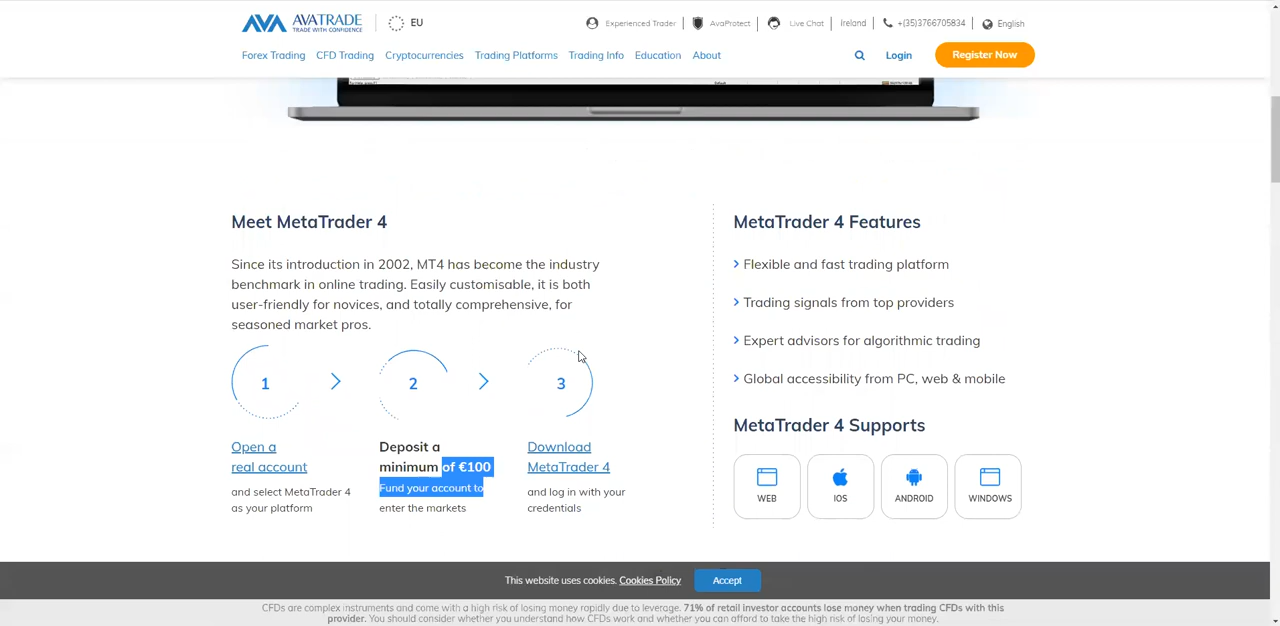 AVATRADE
TRADE WITH CONFIDENCE
EU
Experienced Trader
AvaProtect
Live Chat
Ireland
+(35)3766705834
English
Forex Trading
CFD Trading
Cryptocurrencies
Trading Platforms
Trading Info
Education
About
Login
Register Now
Meet MetaTrader 4
Since its introduction in 2002, MT4 has become the industry
benchmark in online trading. Easily customisable, it is both
user-friendly for novices, and totally comprehensive, for
seasoned market pros.
1
2
3
Open a
real account
and select MetaTrader 4
as your platform
Deposit a
minimum of €100
Fund your account to
enter the markets
Download
MetaTrader 4
and log in with your
credentials
MetaTrader 4 Features
Flexible and fast trading platform
Trading signals from top providers
Expert advisors for algorithmic trading
Global accessibility from PC, web & mobile
MetaTrader 4 Supports
WEB
IOS
ANDROID
WINDOWS
This website uses cookies. Cookies Policy
Accept
CFDs are complex instruments and come with a high risk of losing money rapidly due to leverage. 71% of retail investor accounts lose money when trading CFDs with this
provider. You should consider whether you understand how CFDs work and whether you can afford to take the high risk of losing your money.